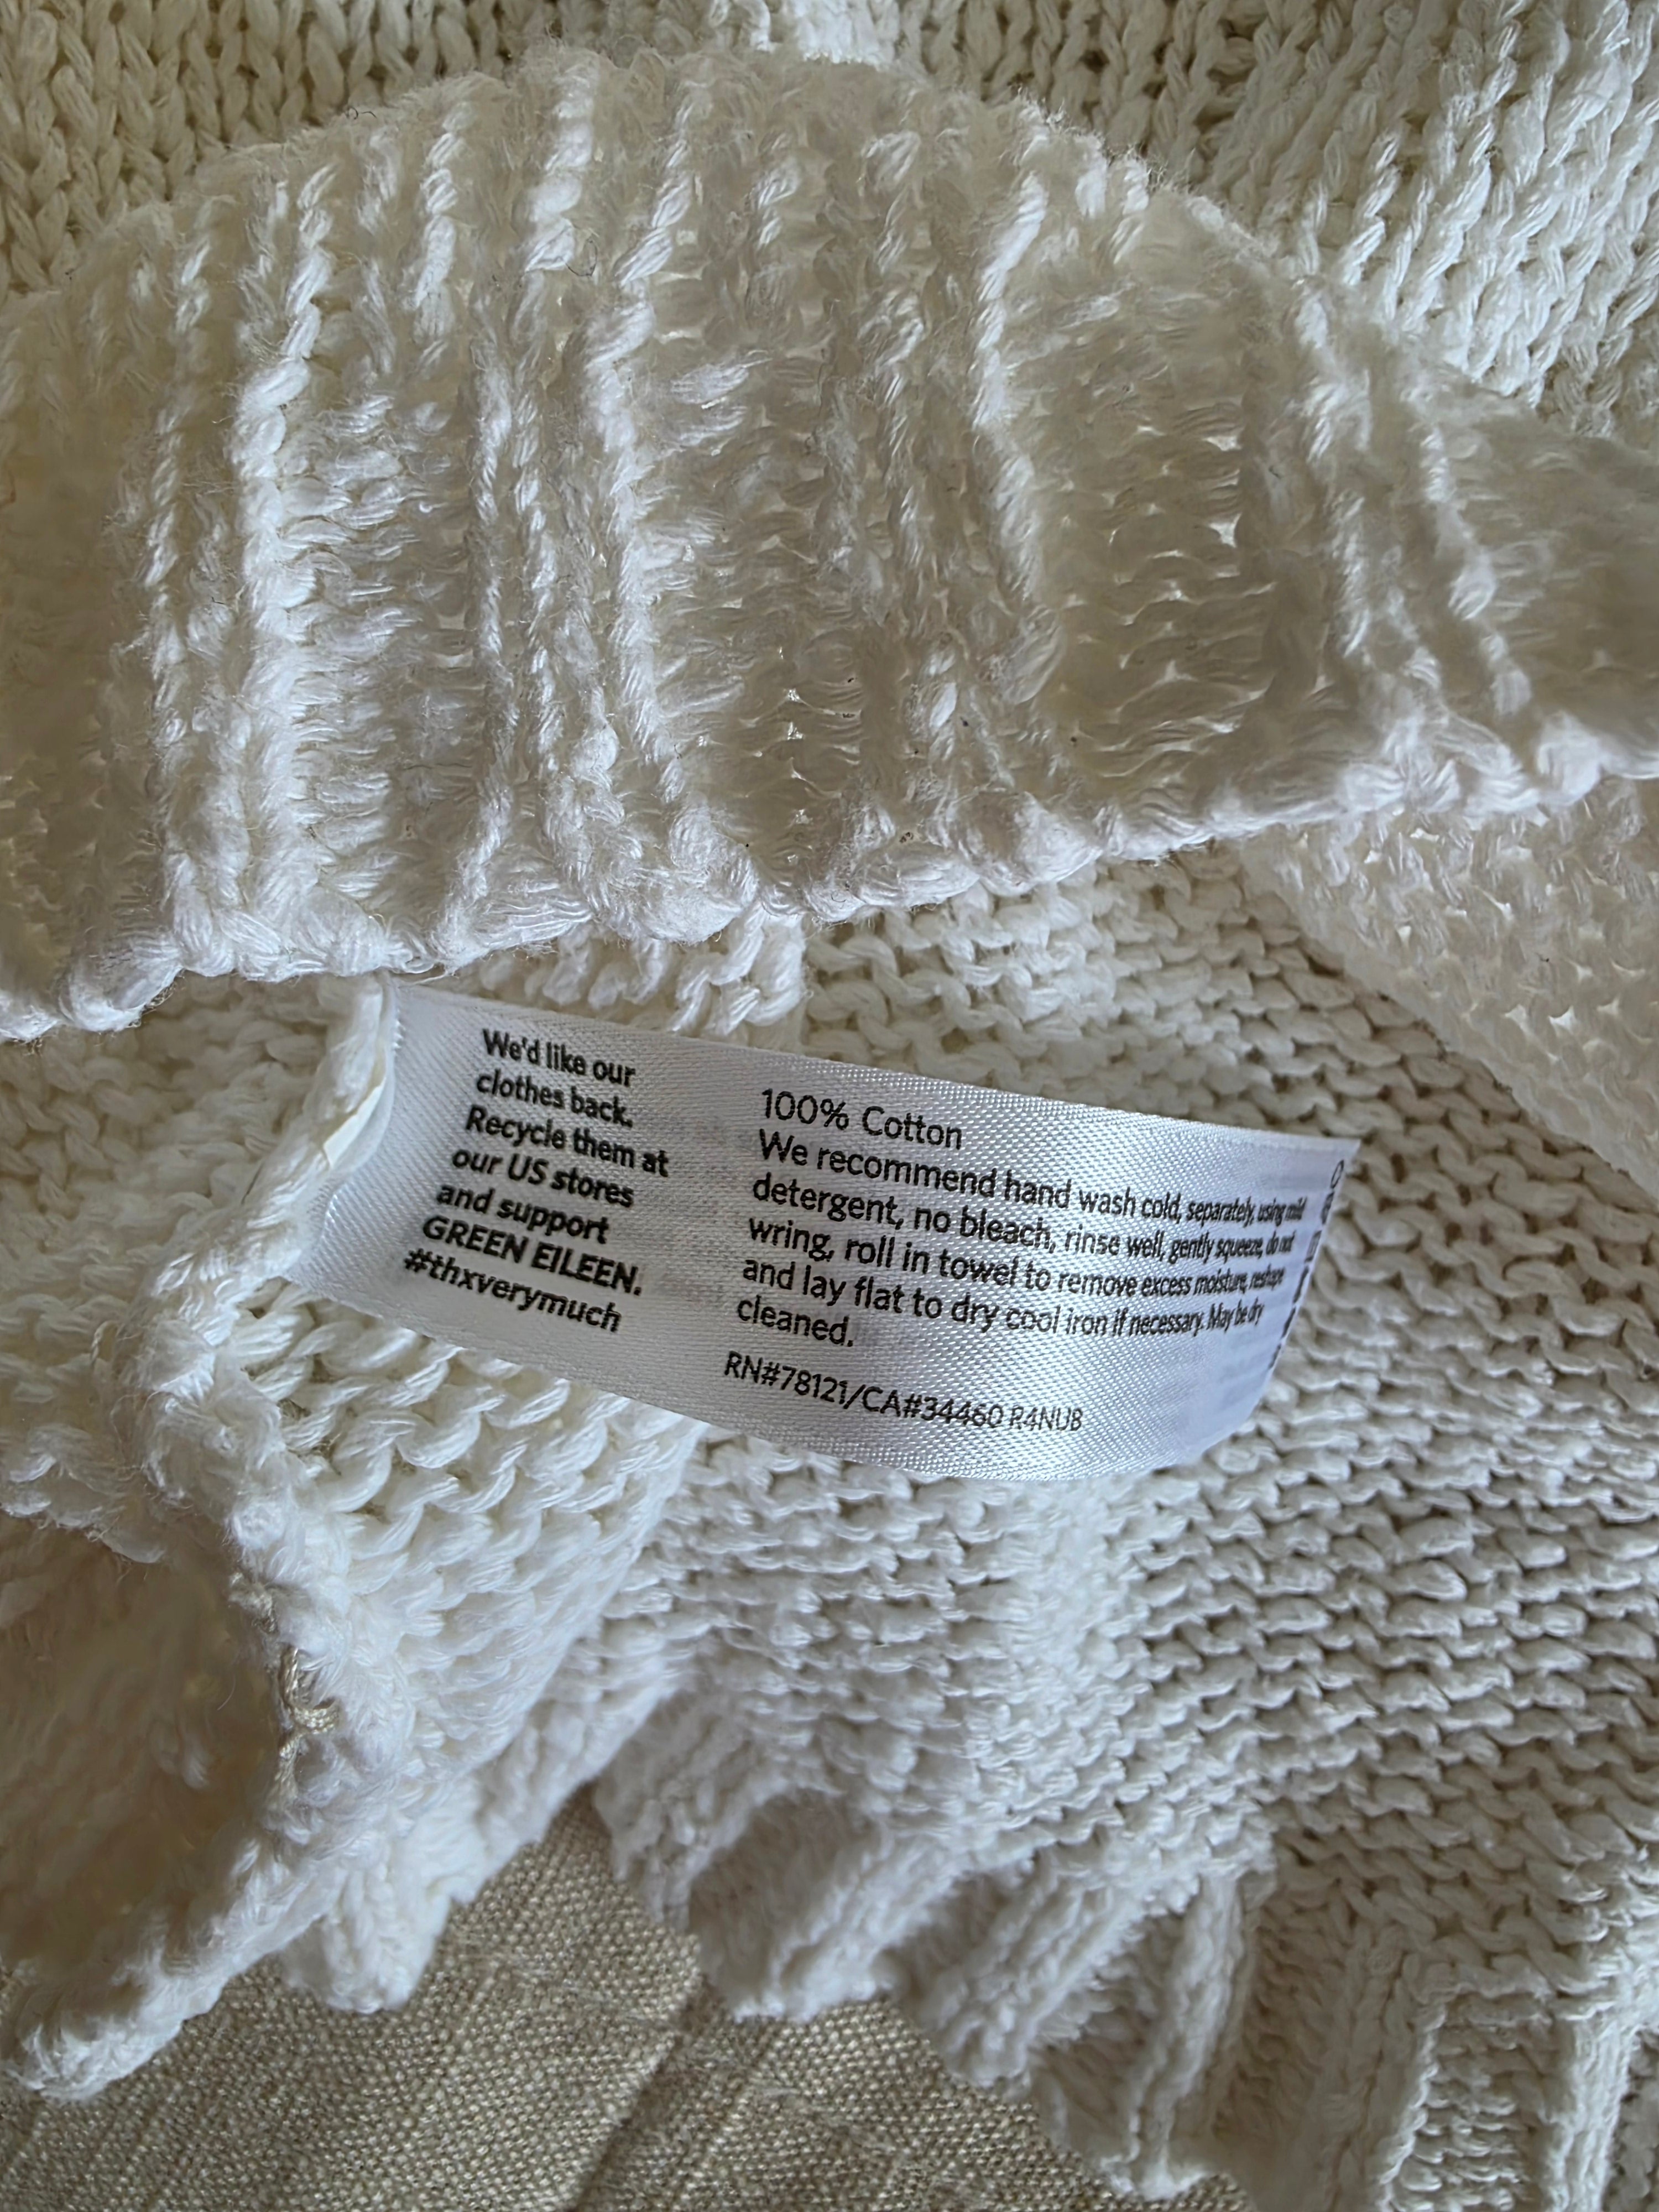 We'd like our
clothes back.
Recycle them at
our US stores
and support
GREEN EILEEN.
#thxverymuch
100% Cotton
We recommend hand wash cold, separately, using mild
detergent, no bleach, rinse well, gently squeeze, do not
wring, roll in towel to remove excess moisture, reshape
and lay flat to dry cool iron if necessary. May be dry
cleaned.
RN#78121/CA#34460 R4NUB